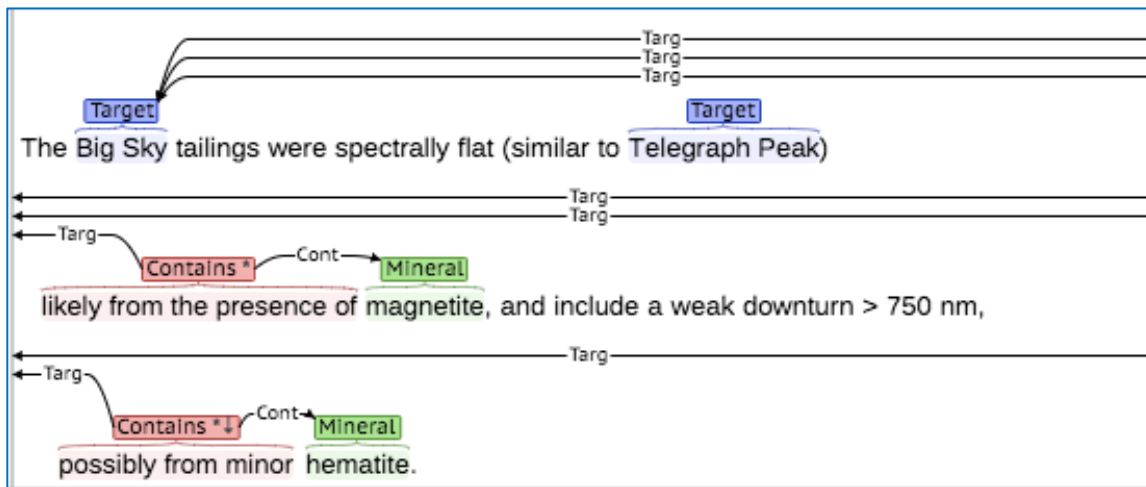 Targ
Targ
Targ
Target Target
The Big Sky tailings were spectrally flat (similar to Telegraph Peak)
Targ
Targ
Targ Cont
Contains * Mineral
likely from the presence of magnetite, and include a weak downturn > 750 nm,
Targ
Targ
Cont
Contains *↓ Mineral
possibly from minor hematite.